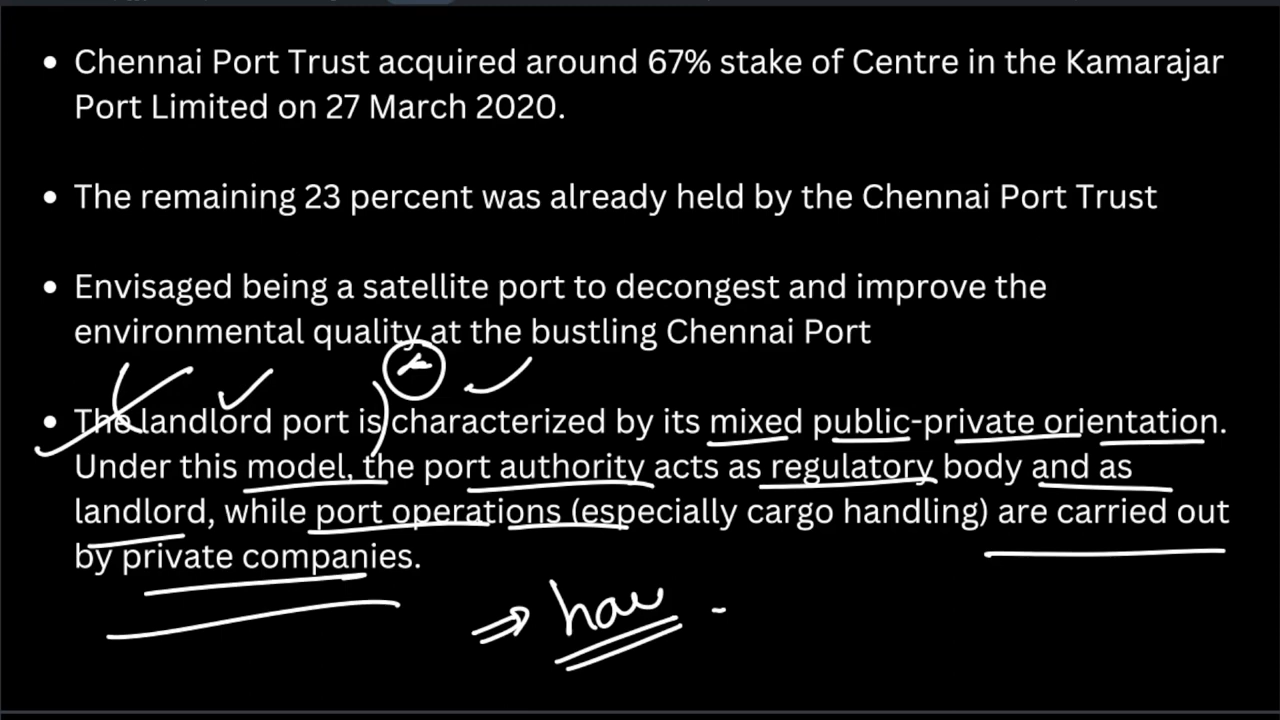 • Chennai Port Trust acquired around 67% stake of Centre in the Kamarajar
Port Limited on 27 March 2020.
• The remaining 23 percent was already held by the Chennai Port Trust
• Envisaged being a satellite port to decongest and improve the
environmental quality at the bustling Chennai Port
• The landlord port is characterized by its mixed public-private orientation.
Under this model, the port authority acts as regulatory body and as
landlord, while port operations (especially cargo handling) are carried out
by private companies.